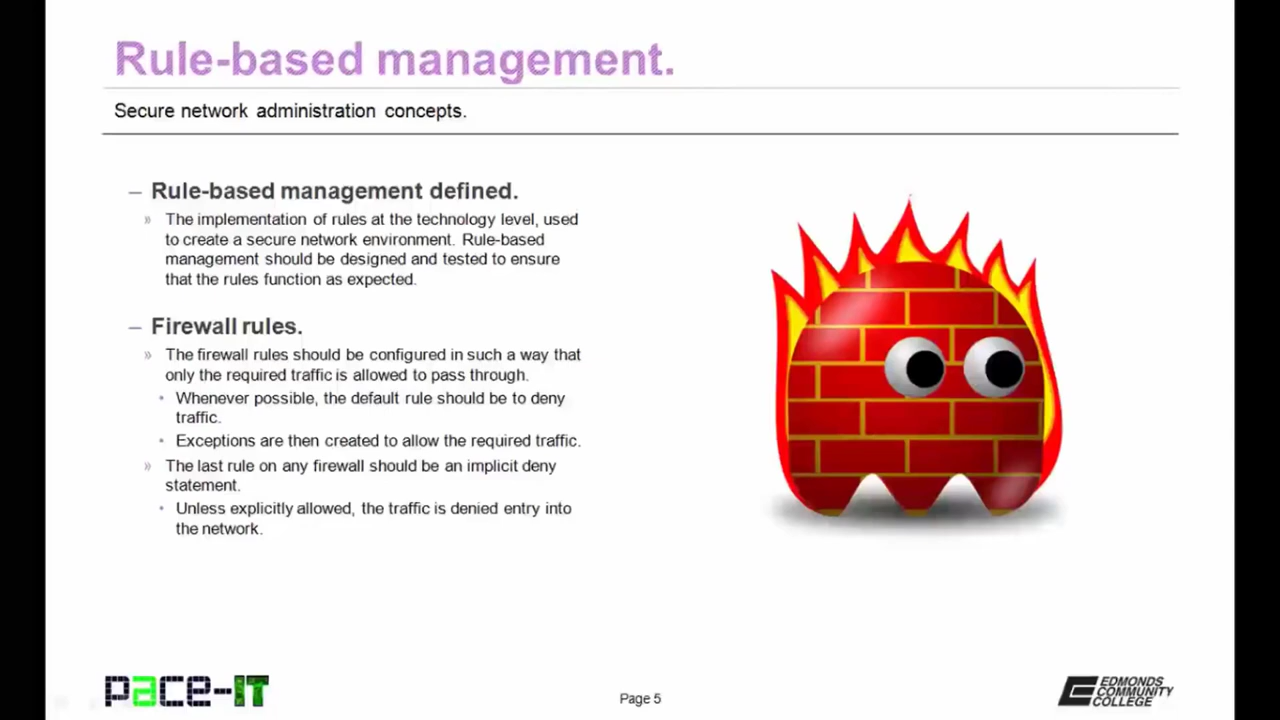 Rule-based management.
Secure network administration concepts.
– Rule-based management defined.
» The implementation of rules at the technology level, used
to create a secure network environment. Rule-based
management should be designed and tested to ensure
that the rules function as expected.
– Firewall rules.
» The firewall rules should be configured in such a way that
only the required traffic is allowed to pass through.
• Whenever possible, the default rule should be to deny
traffic.
• Exceptions are then created to allow the required traffic.
» The last rule on any firewall should be an implicit deny
statement.
• Unless explicitly allowed, the traffic is denied entry into
the network.
pace-IT
Page 5
EDMONDS
COMMUNITY
COLLEGE